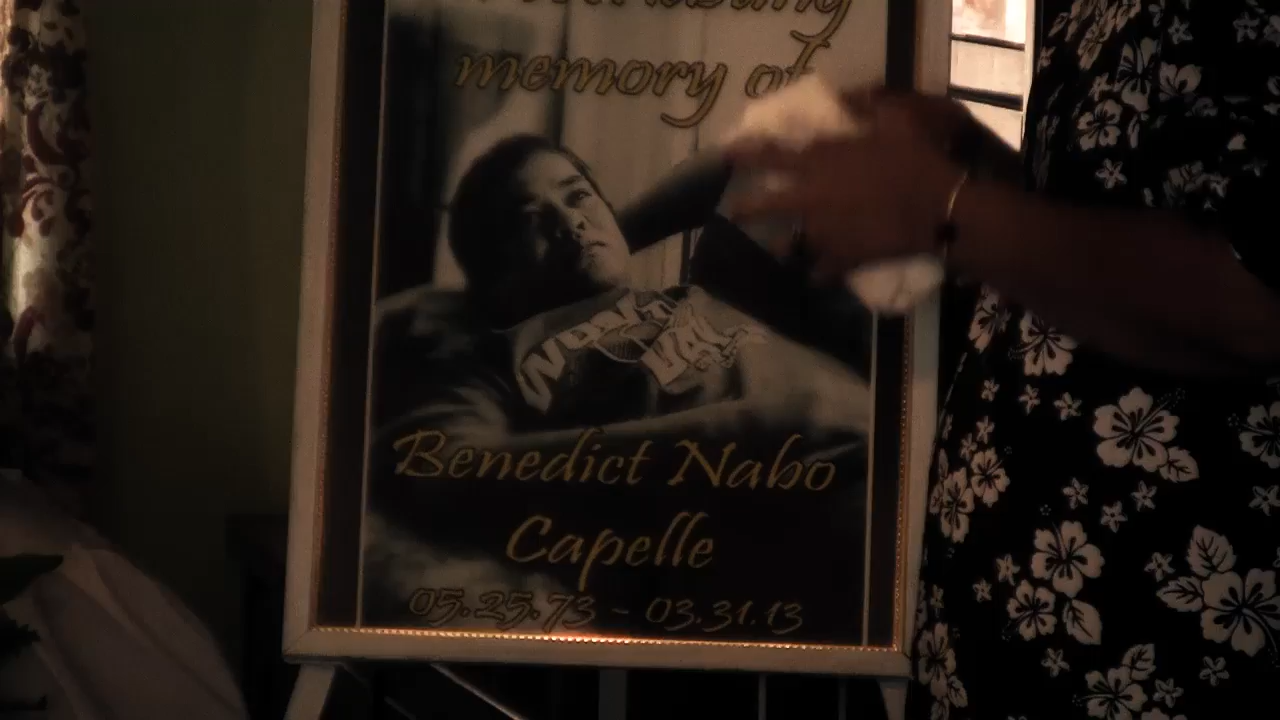 memory of
Benedict Nabo
Capelle
05.25.73 - 03.31.13